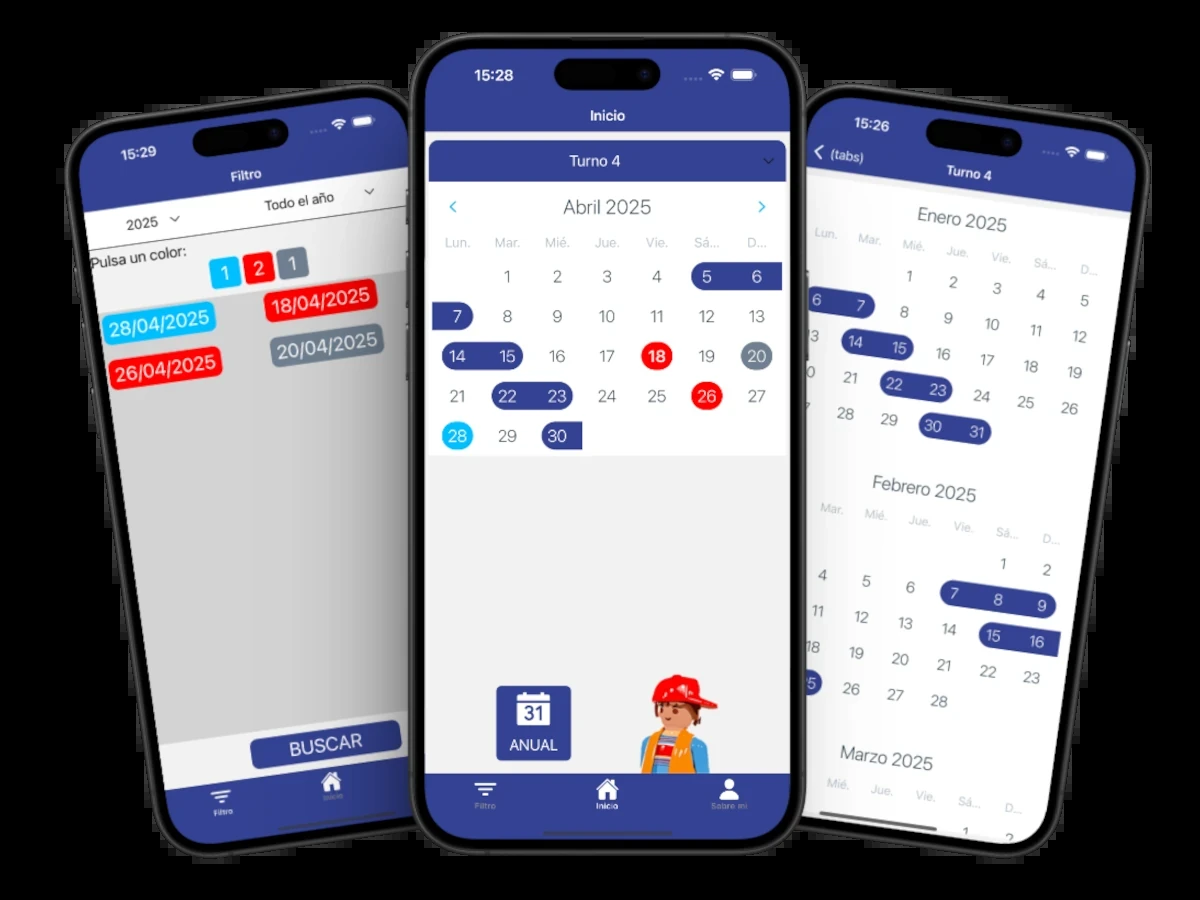 15:29
Filtro
2025
Todo el año
Pulsa un color:
1 2 1
28/04/2025 18/04/2025
26/04/2025 20/04/2025
BUSCAR
Filtro Inicio
15:28
Inicio
Turno 4
Abril 2025
Lun. Mar. Mié. Jue. Vie. Sá... D...
1 2 3 4 5 6
7 8 9 10 11 12 13
14 15 16 17 18 19 20
21 22 23 24 25 26 27
28 29 30
31
ANUAL
Filtro Inicio Sobre mi
15:26
(tabs)
Turno 4
Enero 2025
Lun. Mar. Mié. Jue. Vie. Sá... D...
1 2 3 4 5
6 7 8 9 10 11 12
14 15 16 17 18 19
21 22 23 24 25 26
28 29 30 31
Febrero 2025
Mar. Mié. Jue. Vie. Sá... D...
1 2
4 5 6 7 8 9
11 12 13 14 15 16
19 20 21 22 23
26 27 28
Marzo 2025
Mié. Jue. Vie. Sá... D...
1 2